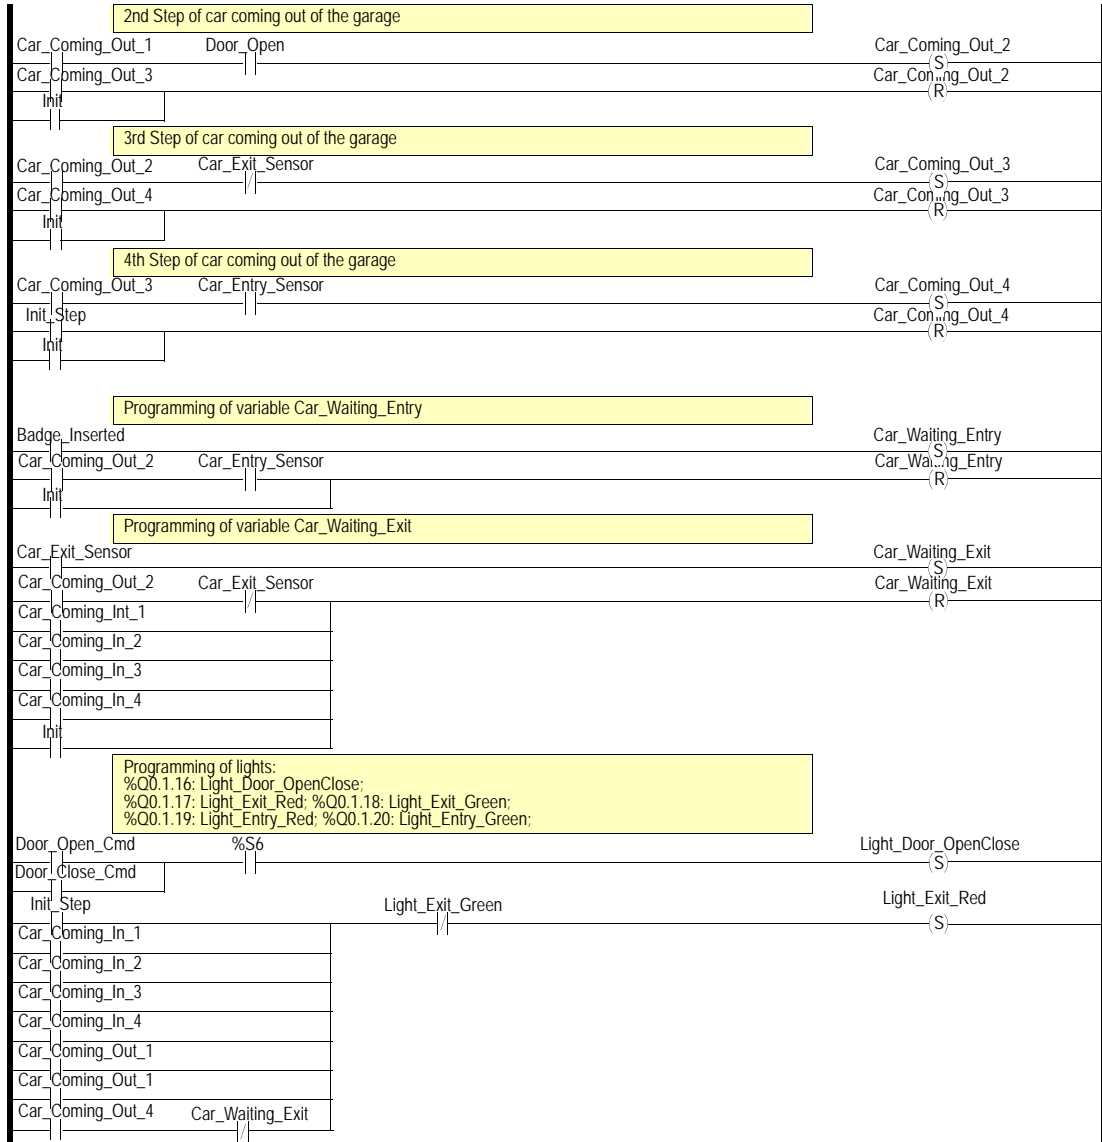 2nd Step of car coming out of the garage
Car_Coming_Out_1 Door_Open Car_Coming_Out_2
(S)
Car_Coming_Out_3 Car_Coming_Out_2
(R)
Init
3rd Step of car coming out of the garage
Car_Coming_Out_2 Car_Exit_Sensor Car_Coming_Out_3
(S)
Car_Coming_Out_4 Car_Coming_Out_3
(R)
Init
4th Step of car coming out of the garage
Car_Coming_Out_3 Car_Entry_Sensor Car_Coming_Out_4
(S)
Init_Step Car_Coming_Out_4
(R)
Init
Programming of variable Car_Waiting_Entry
Badge_Inserted Car_Waiting_Entry
(S)
Car_Coming_Out_2 Car_Entry_Sensor Car_Waiting_Entry
(R)
Init
Programming of variable Car_Waiting_Exit
Car_Exit_Sensor Car_Waiting_Exit
(S)
Car_Coming_Out_2 Car_Exit_Sensor Car_Waiting_Exit
(R)
Car_Coming_Int_1
Car_Coming_In_2
Car_Coming_In_3
Car_Coming_In_4
Init
Programming of lights:
%Q0.1.16: Light_Door_OpenClose;
%Q0.1.17: Light_Exit_Red; %Q0.1.18: Light_Exit_Green;
%Q0.1.19: Light_Entry_Red; %Q0.1.20: Light_Entry_Green;
Door_Open_Cmd %S6 Light_Door_OpenClose
(S)
Door_Close_Cmd
Init_Step Light_Exit_Green Light_Exit_Red
(S)
Car_Coming_In_1
Car_Coming_In_2
Car_Coming_In_3
Car_Coming_In_4
Car_Coming_Out_1
Car_Coming_Out_1
Car_Coming_Out_4 Car_Waiting_Exit